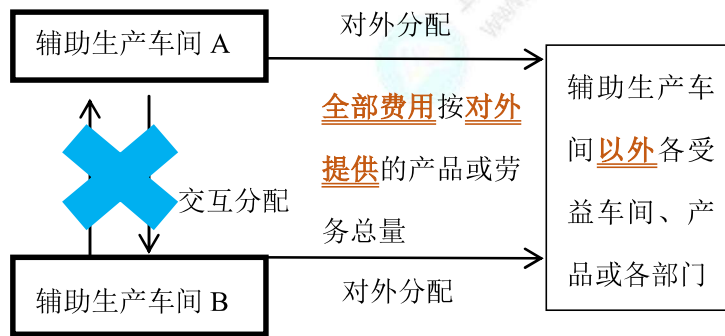 对外分配
辅助生产车间 A
全部费用按对外
提供的产品或劳
务总量
交互分配
辅助生产车
间以外各受
益车间、产
品或各部门
辅助生产车间 B
对外分配